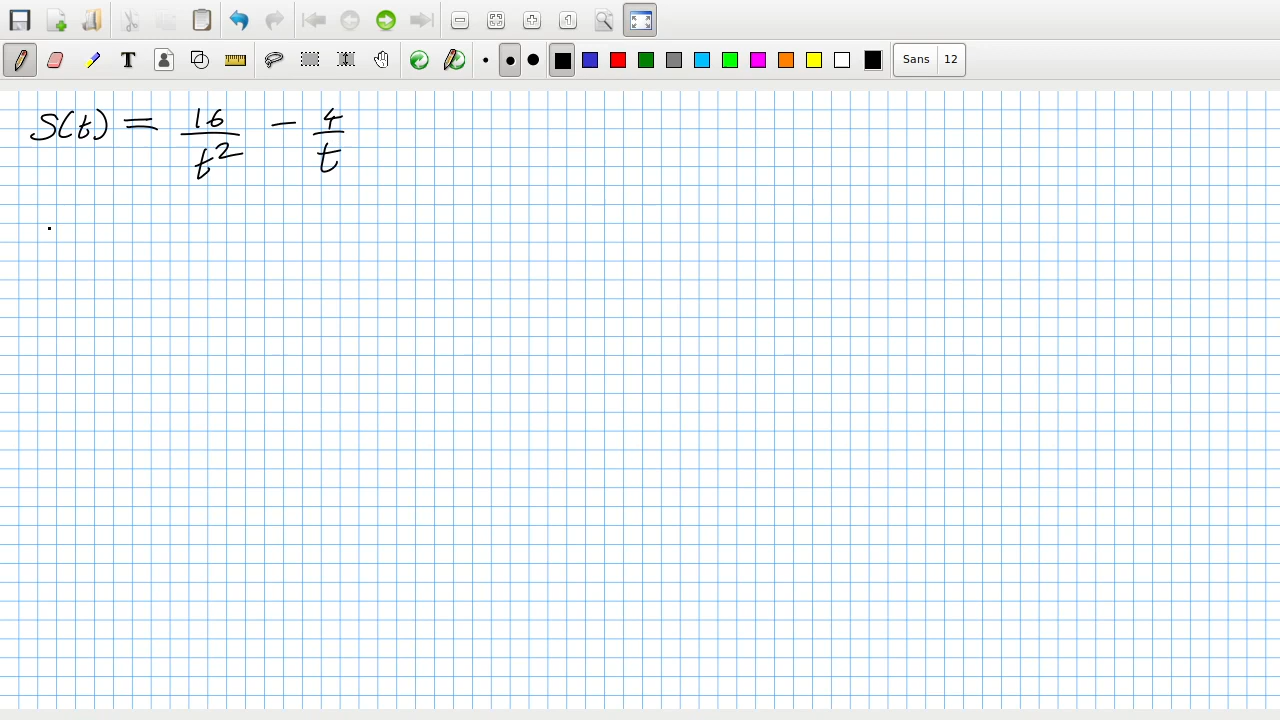 Sans 12
S(t) = 16/t² - 4/t